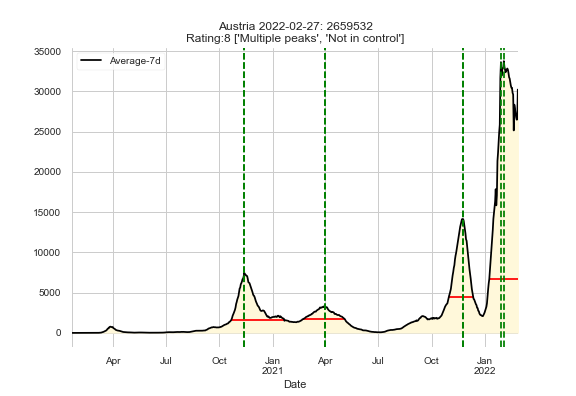 Austria 2022-02-27: 2659532
Rating:8 ['Multiple peaks', 'Not in control']
Average-7d
35000
30000
25000
20000
15000
10000
5000
0
Apr Jul Oct Jan Apr Jul Oct Jan
2021 2022
Date